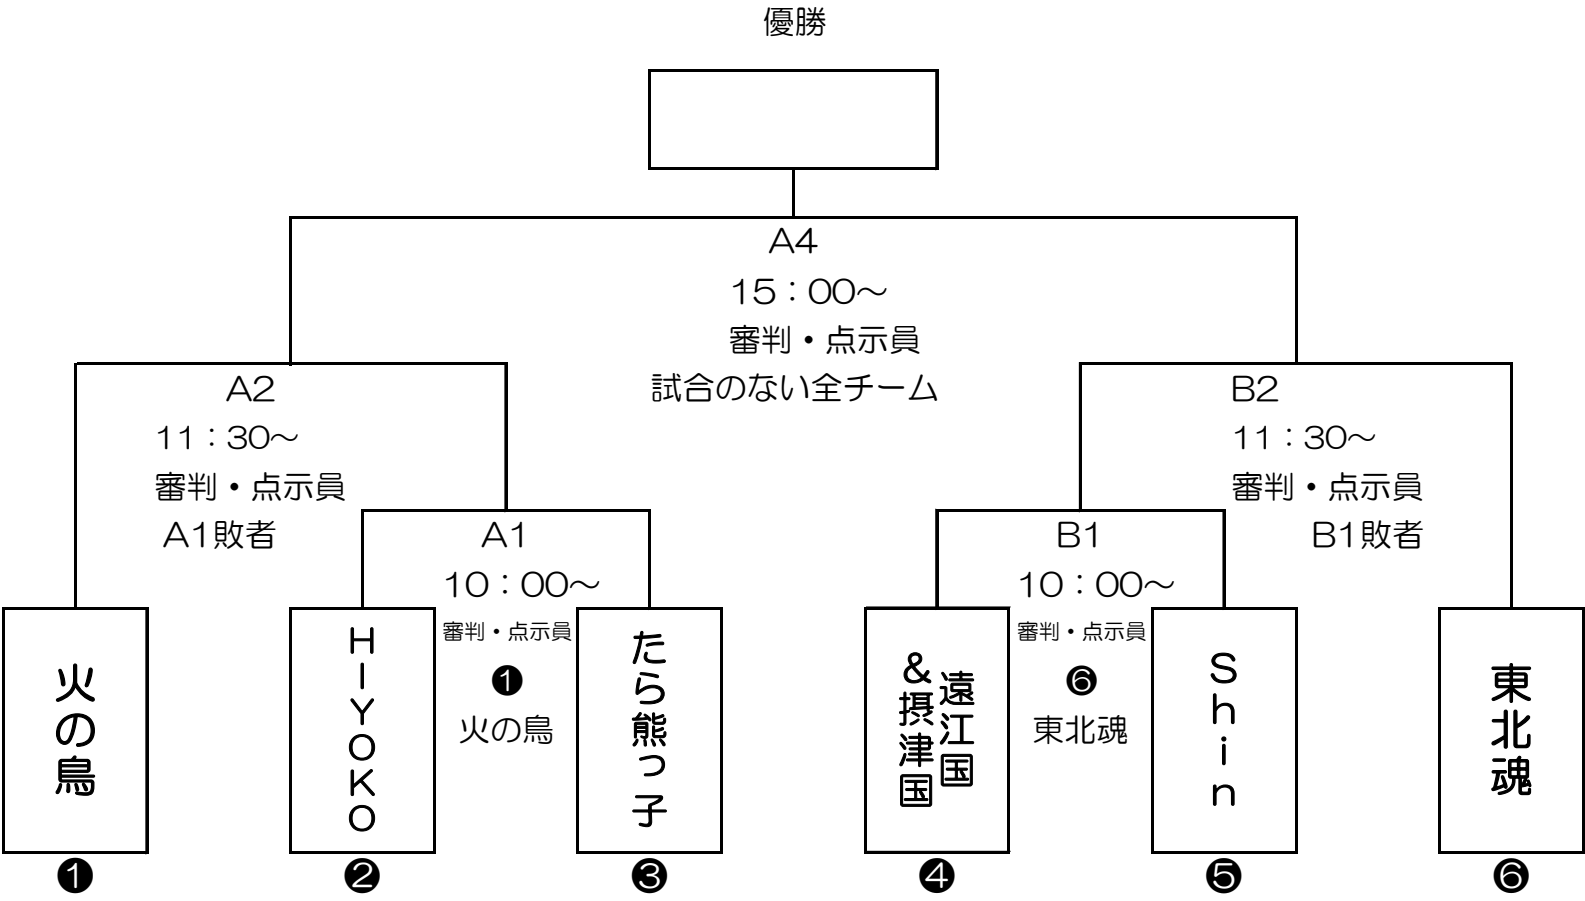 優勝
A4
15:00～
審判・点示員
試合のない全チーム
A2
11:30～
審判・点示員
A1敗者
B2
11:30～
審判・点示員
B1敗者
A1
10:00～
審判・点示員
❶
火の鳥
B1
10:00～
審判・点示員
❻
東北魂
火の鳥
HIYOKO
たら熊っ子
遠江国
&摂津国
Shin
東北魂
❶
❷
❸
❹
❺
❻